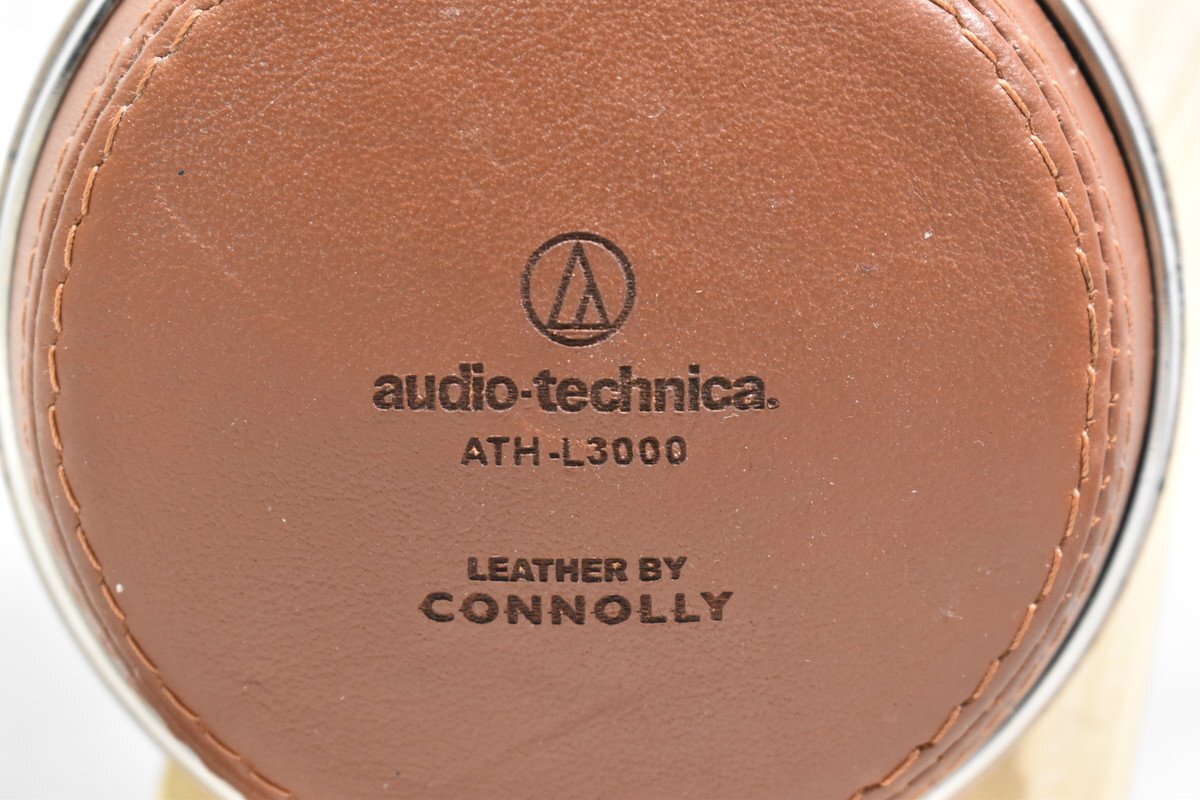 audio-technica®
ATH-L3000
LEATHER BY
CONNOLLY